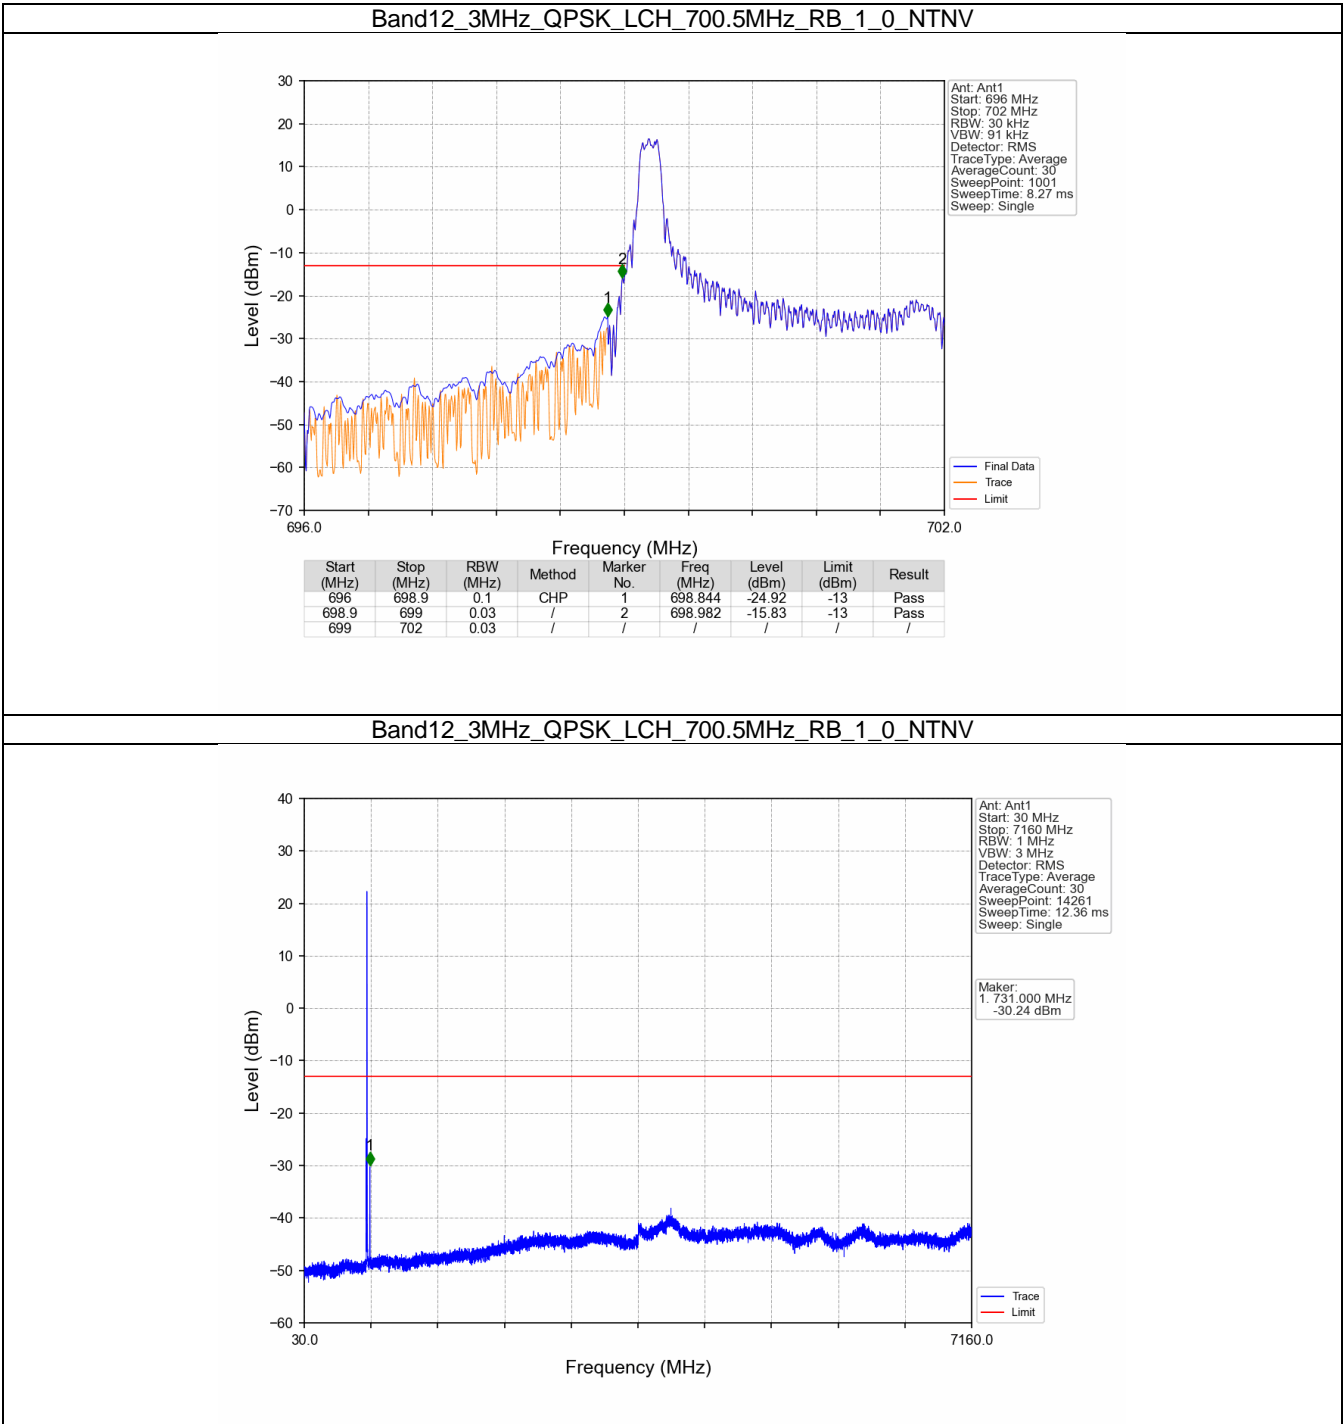 Band12_3MHz_QPSK_LCH_700.5MHz_RB_1_0_NTNV
30
20
10
0
−10
−20
−30
−40
−50
−60
−70
Level (dBm)
1
2
696.0
702.0
Frequency (MHz)
Ant: Ant1
Start: 696 MHz
Stop: 702 MHz
RBW: 30 kHz
VBW: 91 kHz
Detector: RMS
TraceType: Average
AverageCount: 30
SweepPoint: 1001
SweepTime: 8.27 ms
Sweep: Single
Final Data
Trace
Limit
Start (MHz) Stop (MHz) RBW (MHz) Method Marker No. Freq (MHz) Level (dBm) Limit (dBm) Result
696 698.9 0.1 CHP 1 698.844 -24.92 -13 Pass
698.9 699 0.03 / 2 698.982 -15.83 -13 Pass
699 702 0.03 / / / / / /
Band12_3MHz_QPSK_LCH_700.5MHz_RB_1_0_NTNV
40
30
20
10
0
−10
−20
−30
−40
−50
−60
Level (dBm)
1
30.0
7160.0
Frequency (MHz)
Ant: Ant1
Start: 30 MHz
Stop: 7160 MHz
RBW: 1 MHz
VBW: 3 MHz
Detector: RMS
TraceType: Average
AverageCount: 30
SweepPoint: 14261
SweepTime: 12.36 ms
Sweep: Single
Maker:
1. 731.000 MHz
-30.24 dBm
Trace
Limit